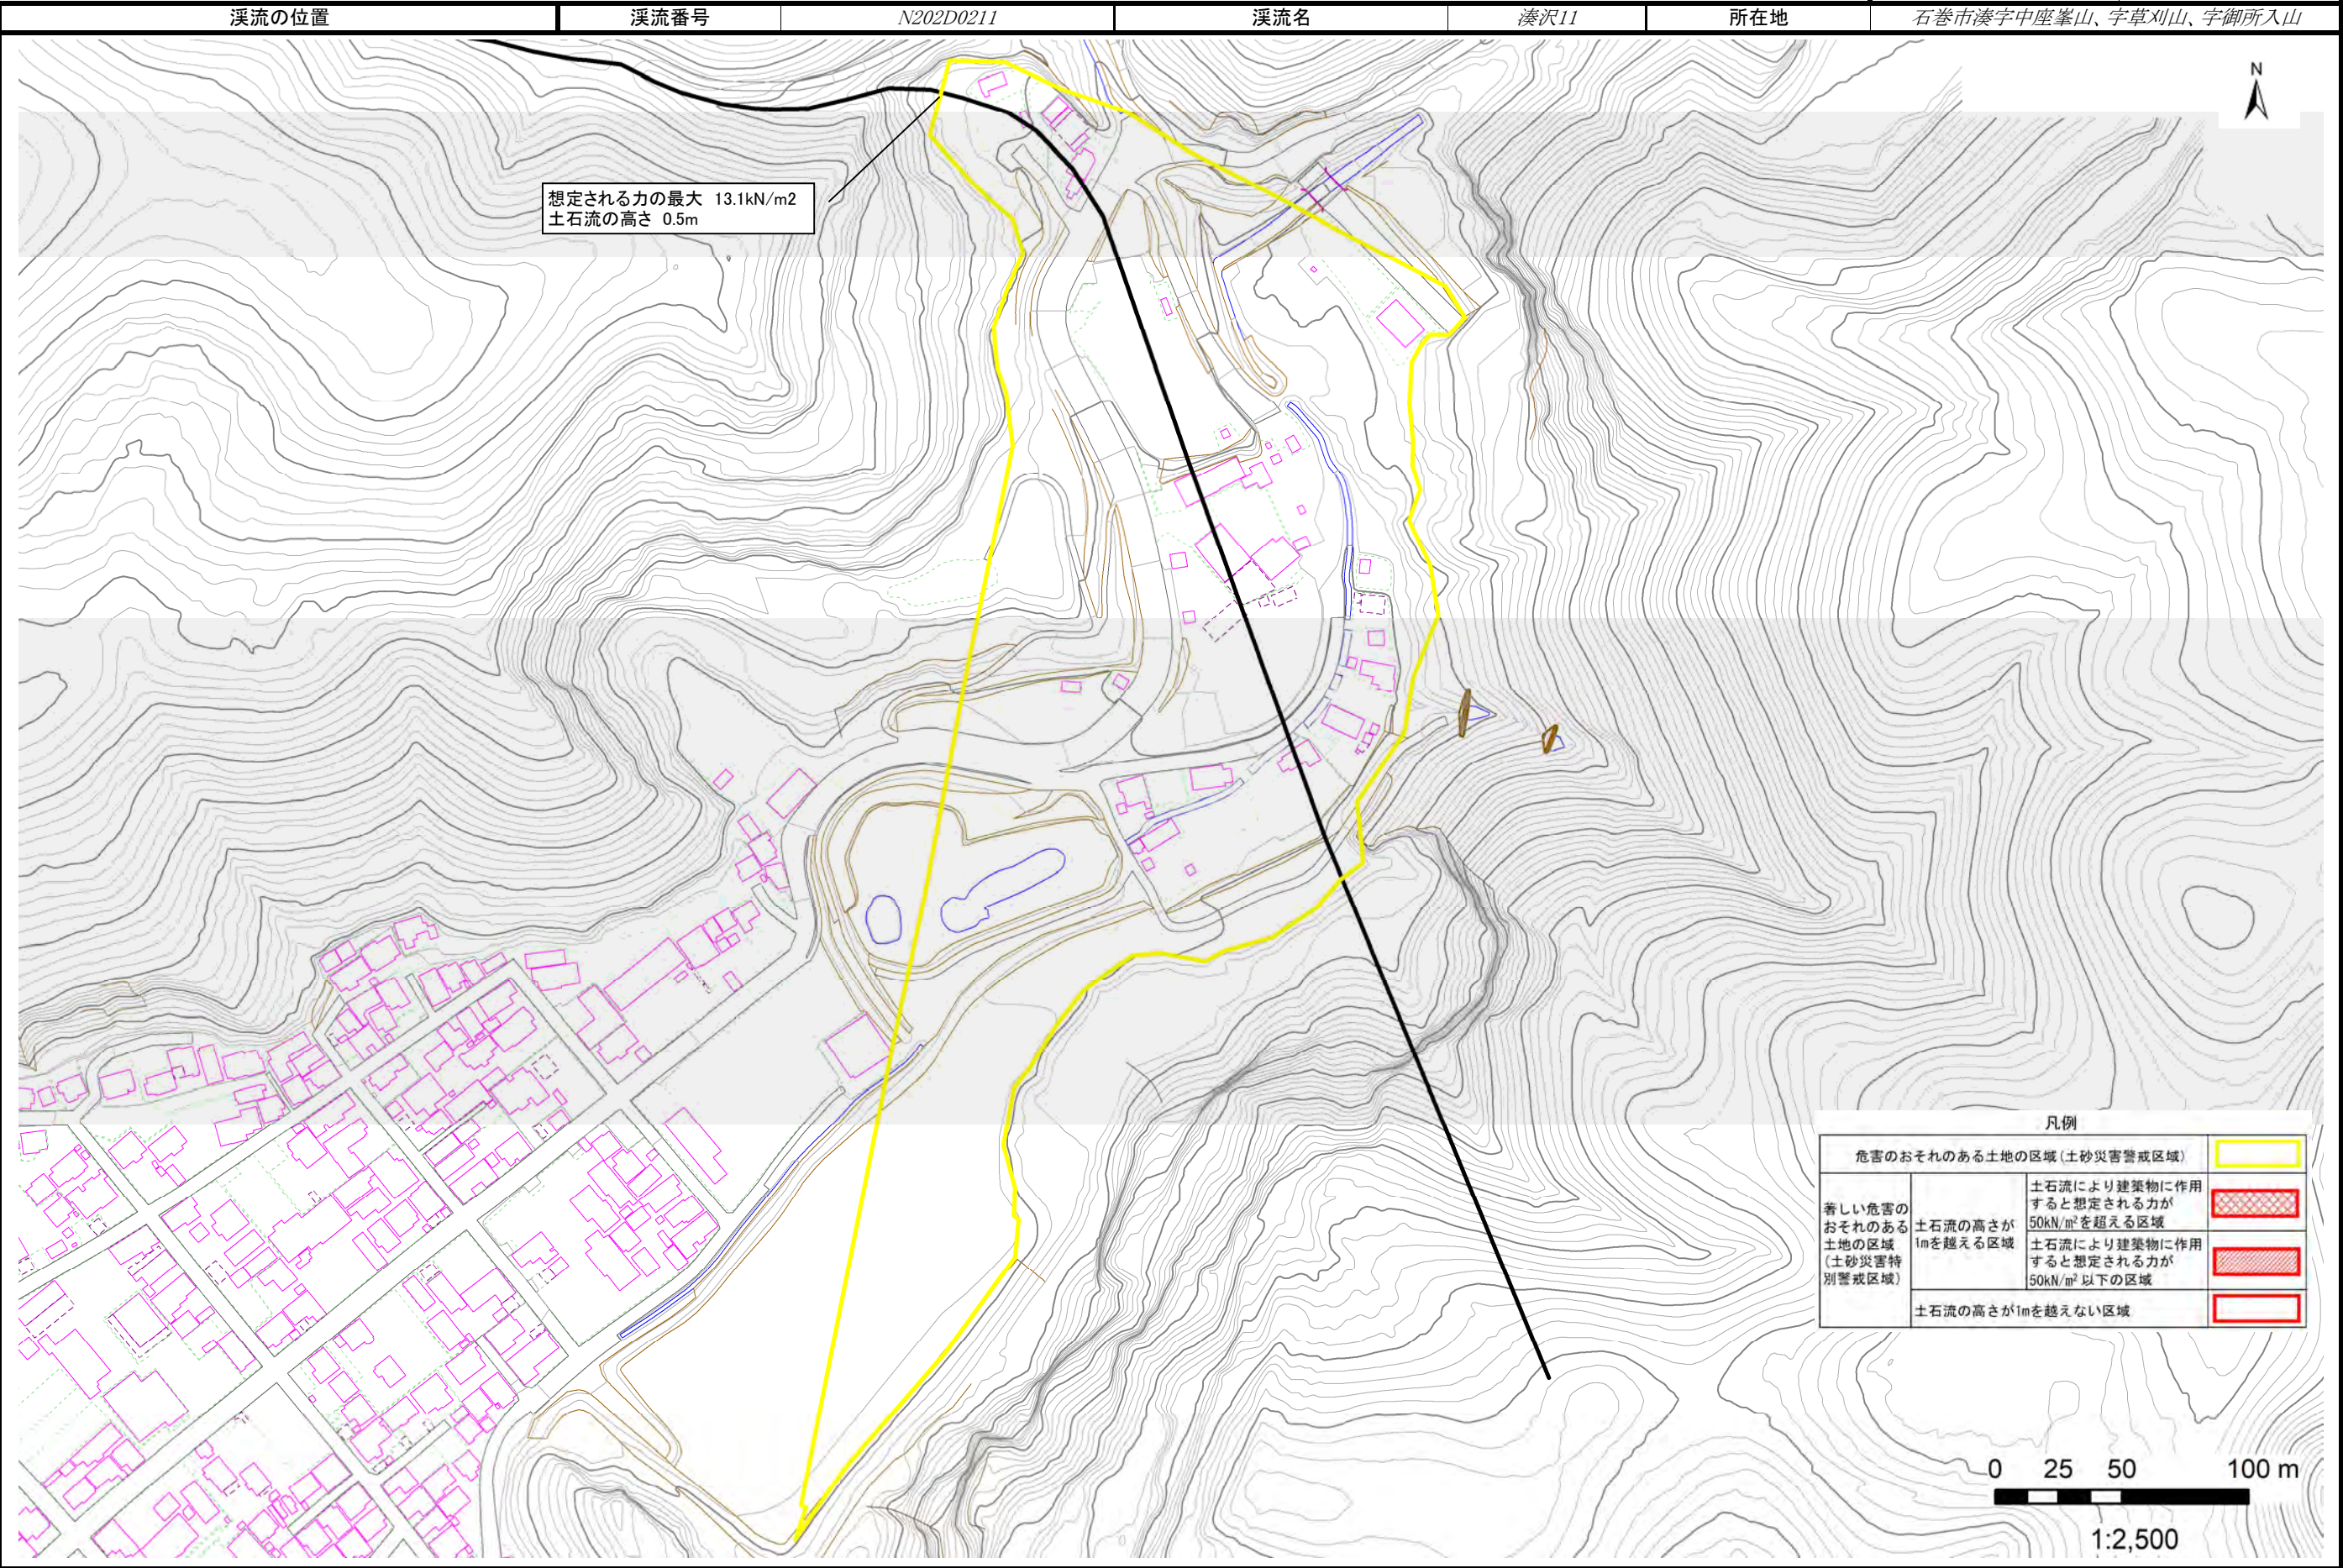 渓流の位置 渓流番号 N202D0211 渓流名 湊沢11 所在地 石巻市湊字中座峯山、字草刈山、字御所入山
N
想定される力の最大 13.1kN/m2
土石流の高さ 0.5m
凡例
危害のおそれのある土地の区域(土砂災害警戒区域)
著しい危害の
おそれのある
土地の区域
(土砂災害特
別警戒区域)
土石流の高さが
1mを越える区域
土石流により建築物に作用
すると想定される力が
50kN/m²を超える区域
土石流により建築物に作用
すると想定される力が
50kN/m²以下の区域
土石流の高さが1mを越えない区域
0 25 50 100 m
1:2,500